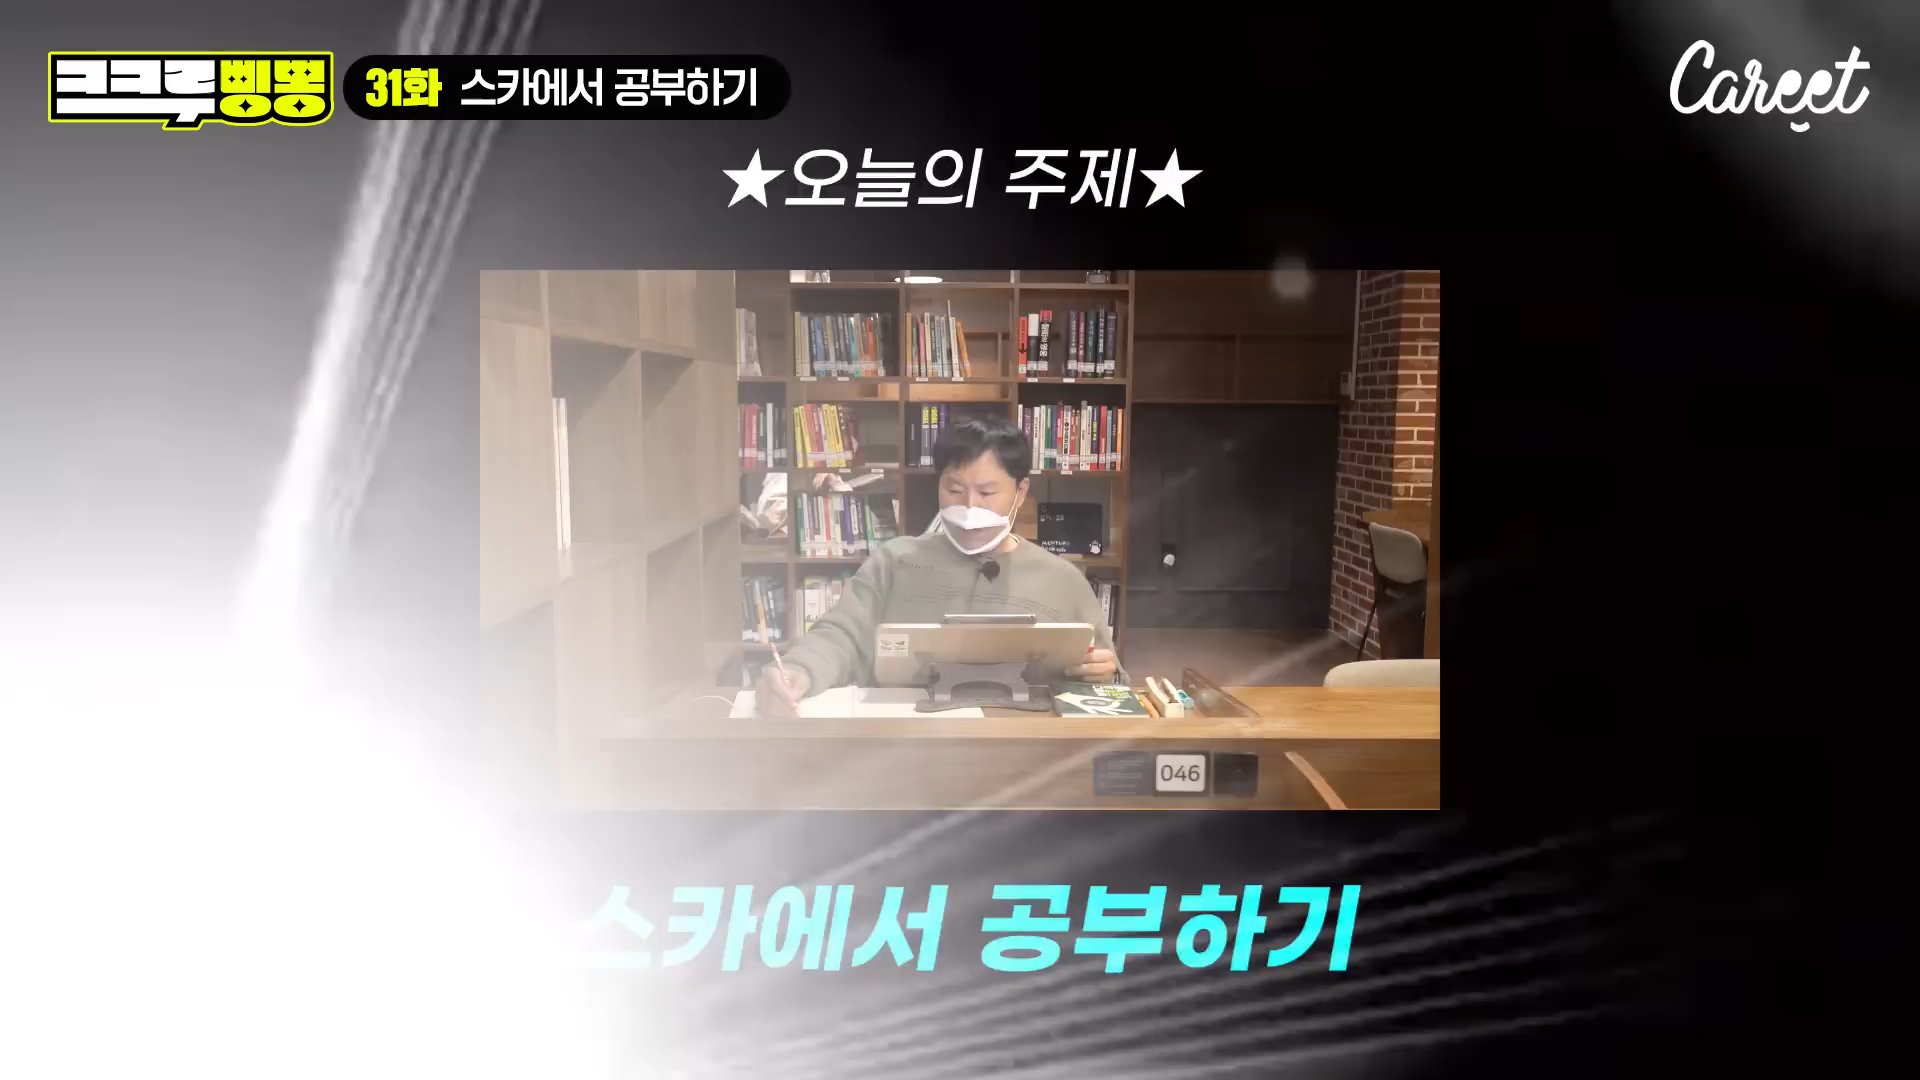 크크루삥뽕 31화 스카에서 공부하기
Careet
★오늘의 주제★
046
스카에서 공부하기